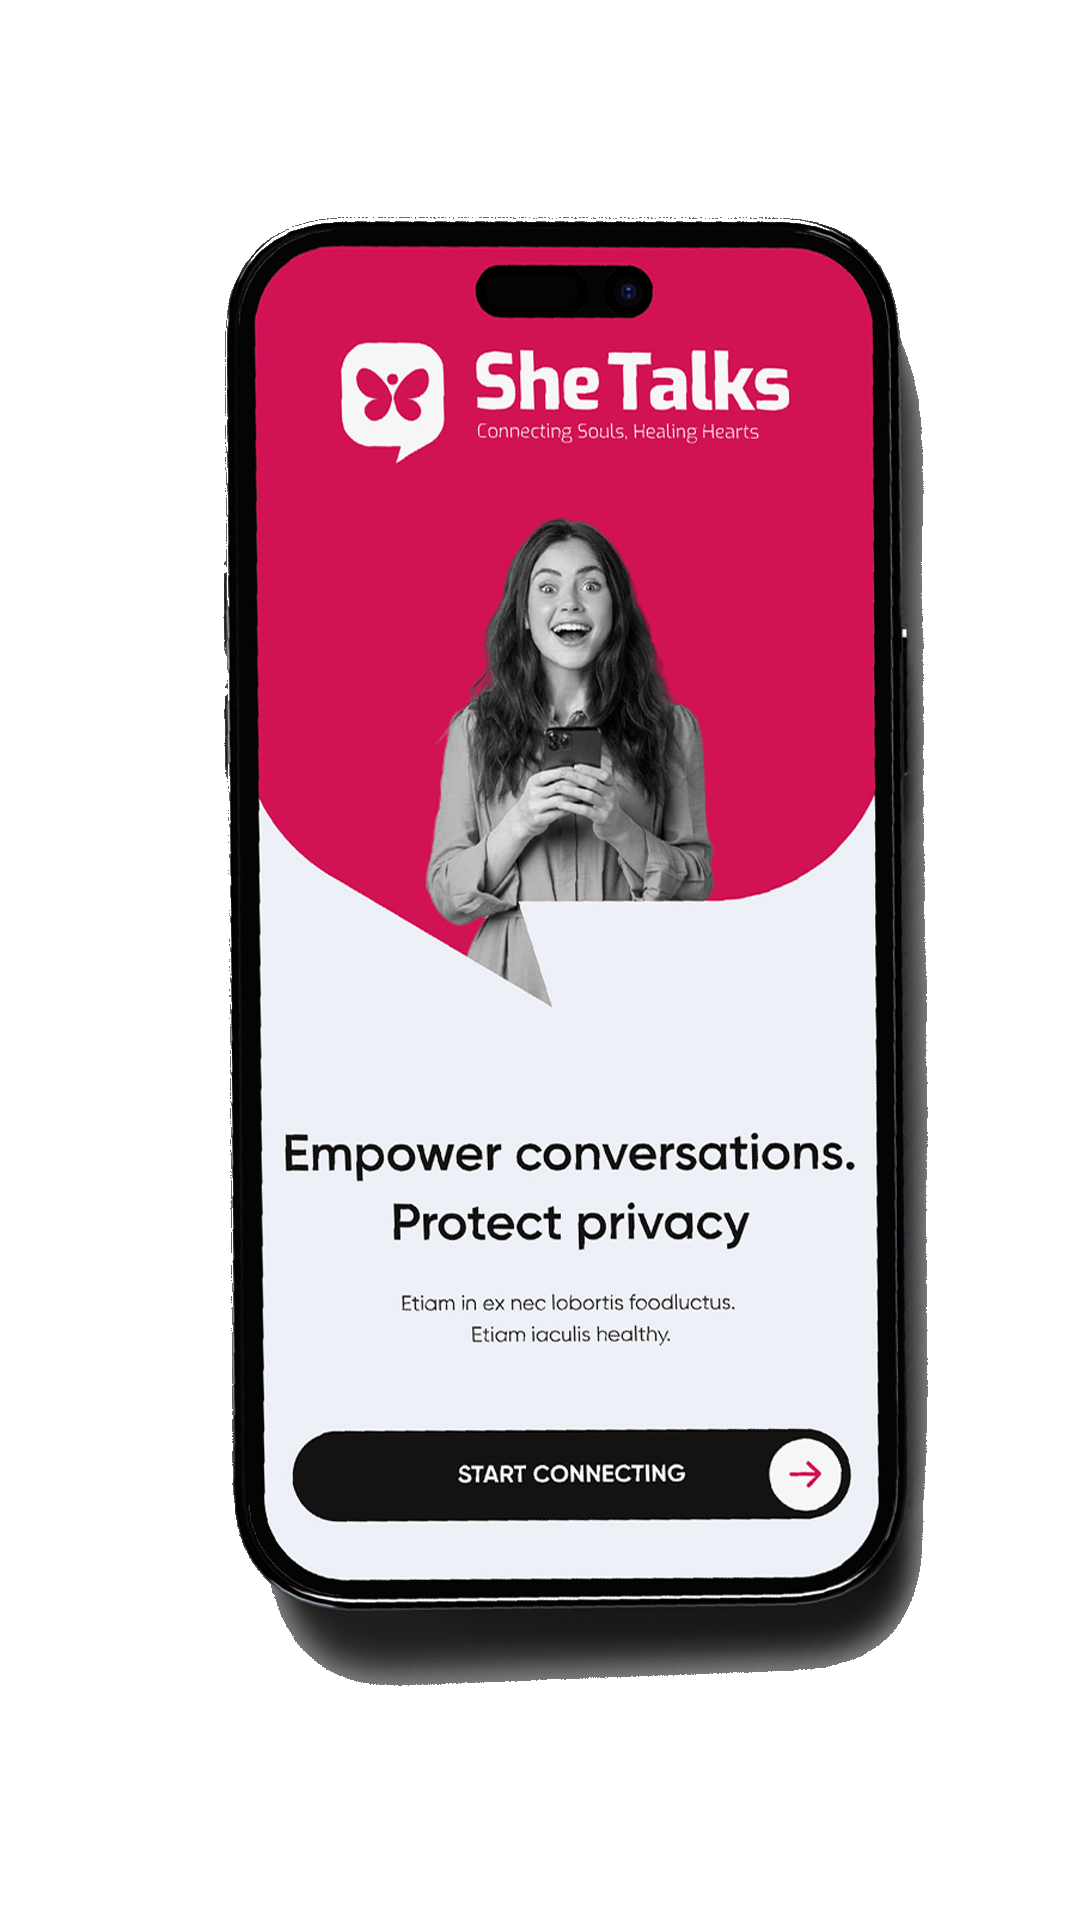 She Talks
Connecting Souls, Healing Hearts
Empower conversations.
Protect privacy
Etiam in ex nec lobortis foodluctus.
Etiam iaculis healthy.
START CONNECTING